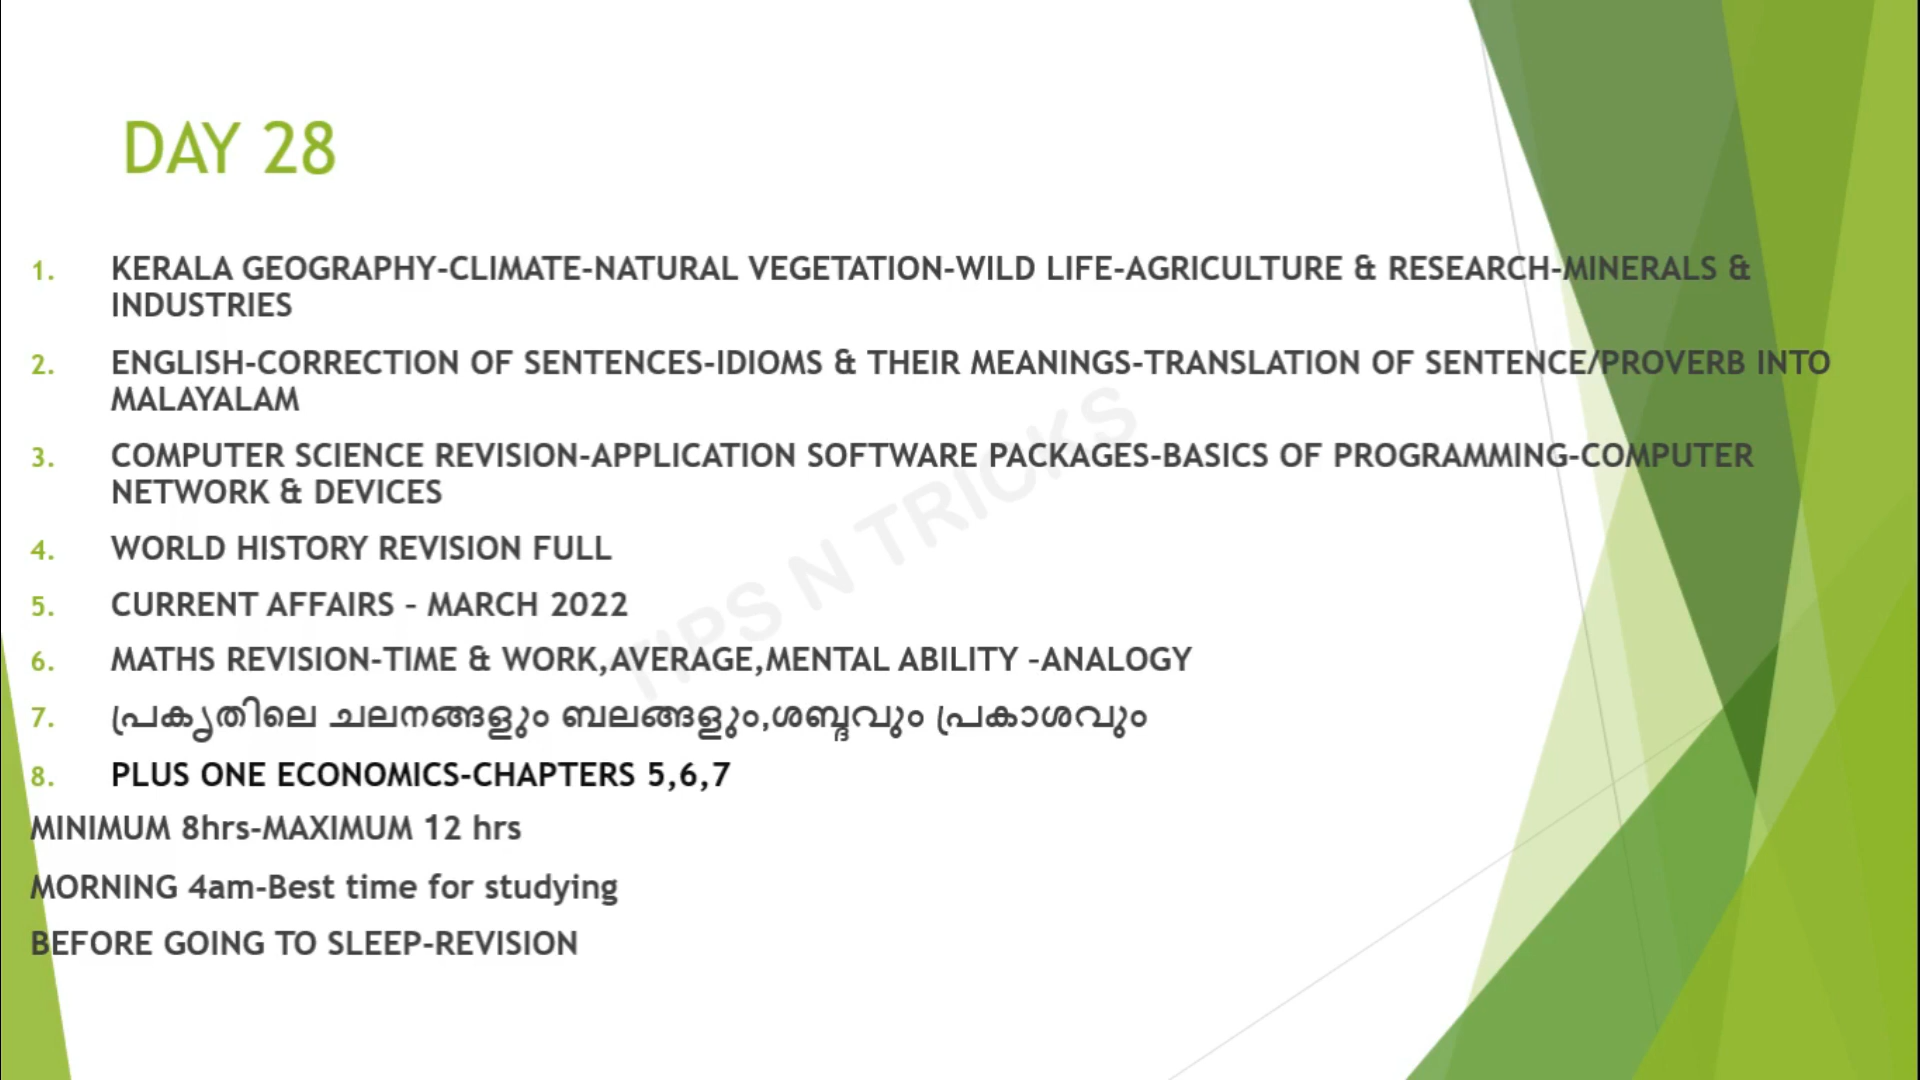 DAY 28
1. KERALA GEOGRAPHY-CLIMATE-NATURAL VEGETATION-WILD LIFE-AGRICULTURE & RESEARCH-MINERALS &
INDUSTRIES
2. ENGLISH-CORRECTION OF SENTENCES-IDIOMS & THEIR MEANINGS-TRANSLATION OF SENTENCE/PROVERB INTO
MALAYALAM
3. COMPUTER SCIENCE REVISION-APPLICATION SOFTWARE PACKAGES-BASICS OF PROGRAMMING-COMPUTER
NETWORK & DEVICES
4. WORLD HISTORY REVISION FULL
5. CURRENT AFFAIRS – MARCH 2022
6. MATHS REVISION-TIME & WORK,AVERAGE,MENTAL ABILITY –ANALOGY
7. പ്രകൃതിലെ ചലനങ്ങളും ബലങ്ങളും,ശബ്ദവും പ്രകാശവും
8. PLUS ONE ECONOMICS-CHAPTERS 5,6,7
MINIMUM 8hrs-MAXIMUM 12 hrs
MORNING 4am-Best time for studying
BEFORE GOING TO SLEEP-REVISION
TIPS N TRICKS